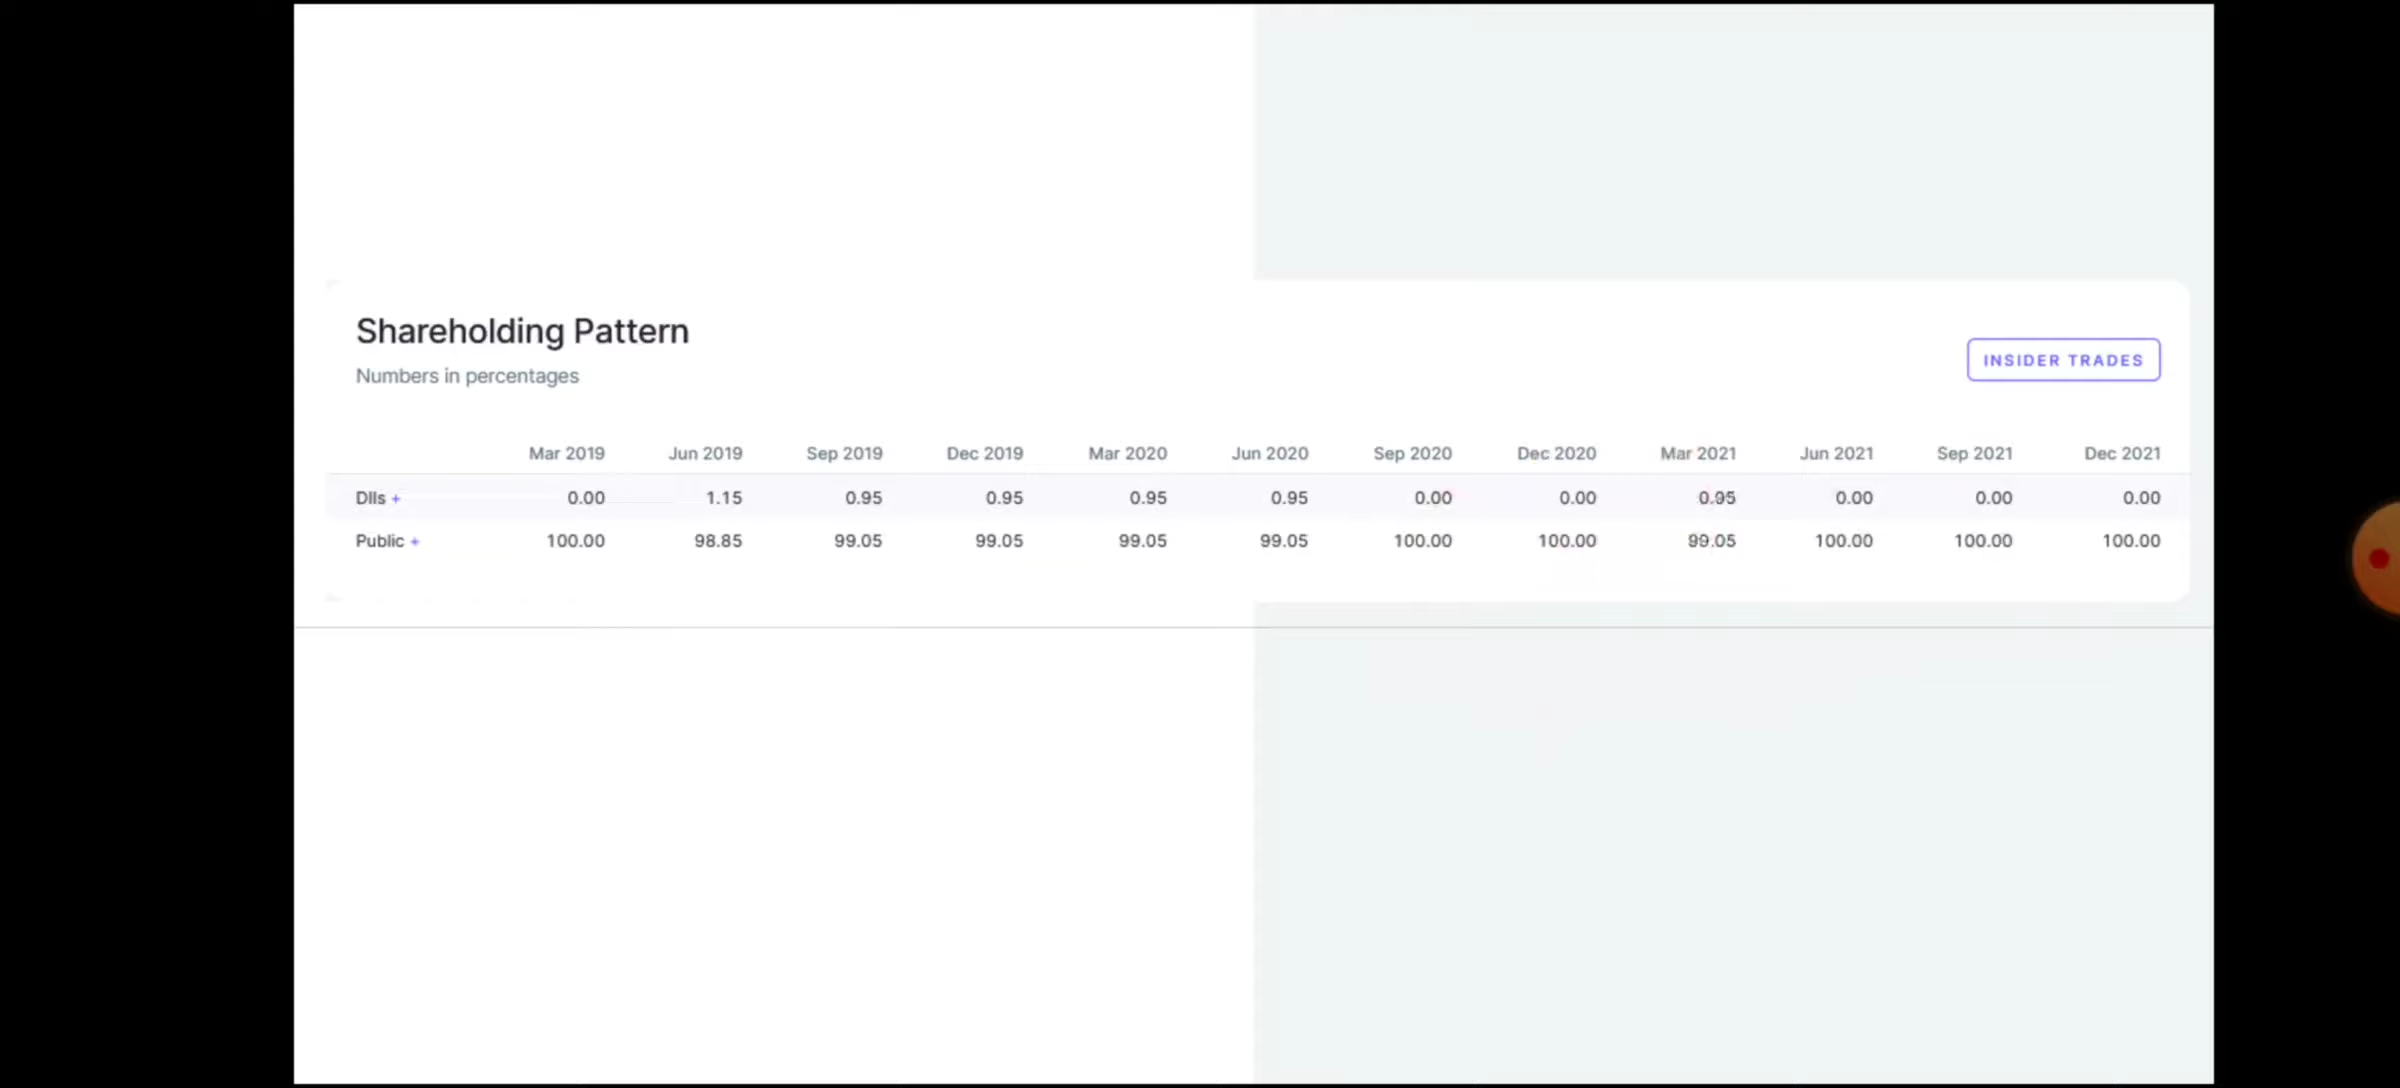 Shareholding Pattern
Numbers in percentages
INSIDER TRADES
Mar 2019 Jun 2019 Sep 2019 Dec 2019 Mar 2020 Jun 2020 Sep 2020 Dec 2020 Mar 2021 Jun 2021 Sep 2021 Dec 2021
DIIs + 0.00 1.15 0.95 0.95 0.95 0.95 0.00 0.00 0.95 0.00 0.00 0.00
Public + 100.00 98.85 99.05 99.05 99.05 99.05 100.00 100.00 99.05 100.00 100.00 100.00